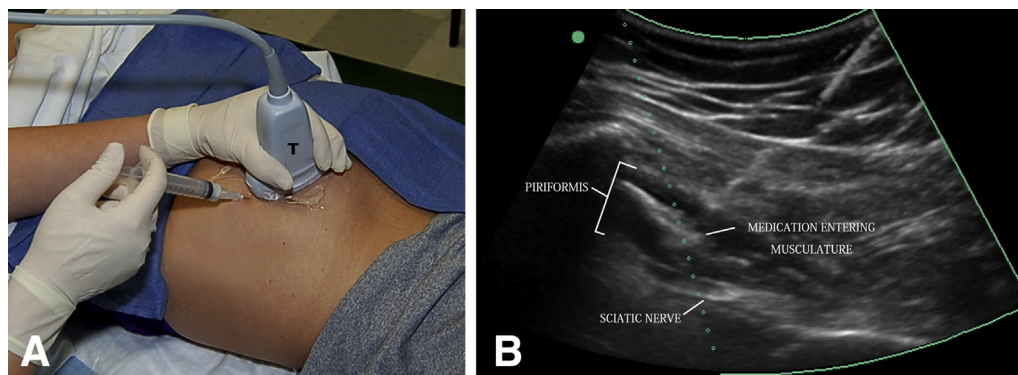 T
A
PIRIFORMIS
MEDICATION ENTERING
MUSCULATURE
SCIATIC NERVE
B